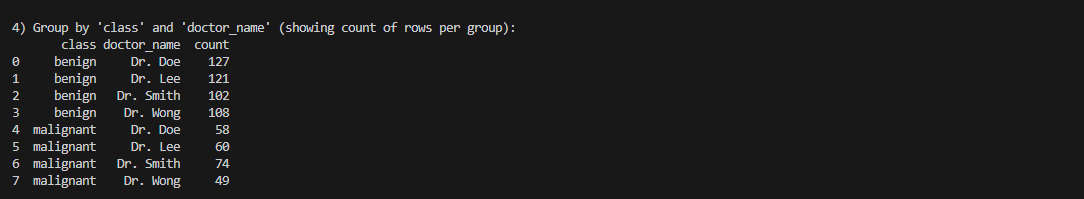 4) Group by 'class' and 'doctor_name' (showing count of rows per group):
class doctor_name count
0 benign Dr. Doe 127
1 benign Dr. Lee 121
2 benign Dr. Smith 102
3 benign Dr. Wong 108
4 malignant Dr. Doe 58
5 malignant Dr. Lee 60
6 malignant Dr. Smith 74
7 malignant Dr. Wong 49